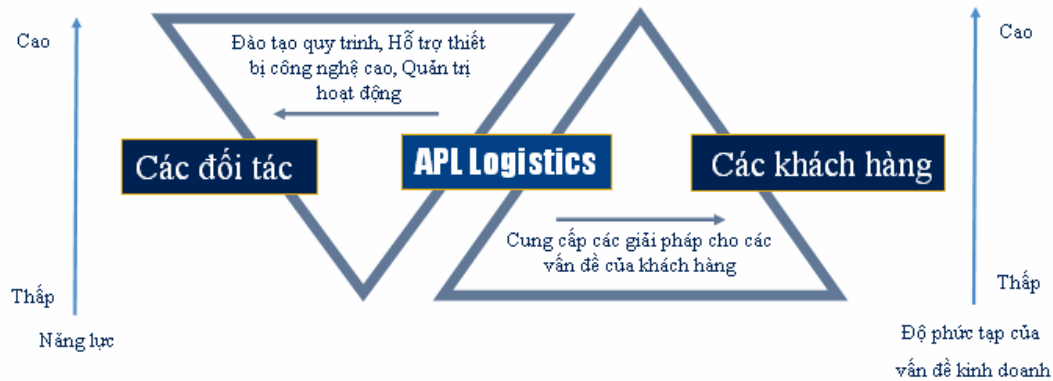 Cao
Đào tạo quy trinh, Hỗ trợ thiết
bị công nghệ cao, Quản trị
hoạt động
Cao
Các đối tác
APL Logistics
Các khách hàng
Cung cấp các giải pháp cho các
vấn đề của khách hàng
Thấp
Thấp
Năng lực
Độ phức tạp của
vấn đề kinh doanh